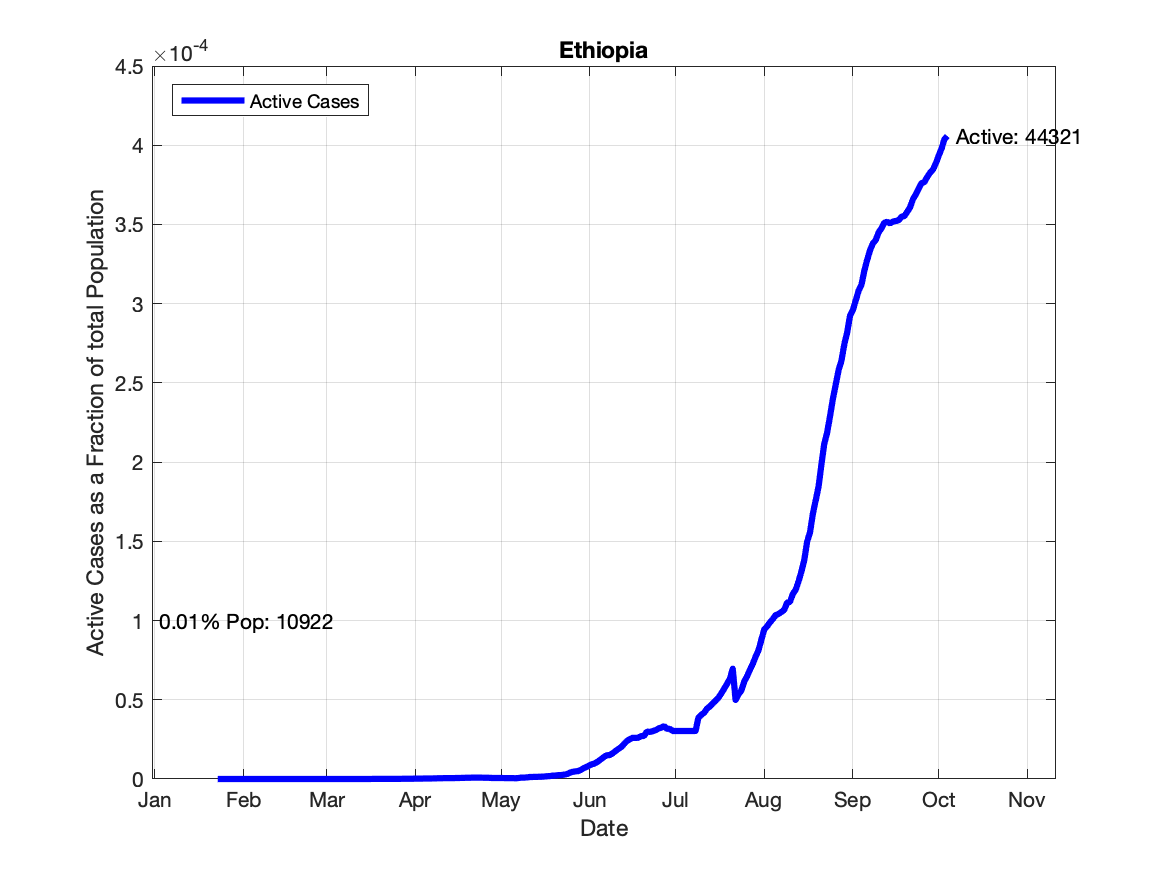 Ethiopia
×10-4
4.5
4
3.5
3
2.5
2
1.5
1
0.5
0
Active Cases as a Fraction of total Population
Active Cases
Active: 44321
0.01% Pop: 10922
Jan Feb Mar Apr May Jun Jul Aug Sep Oct Nov
Date